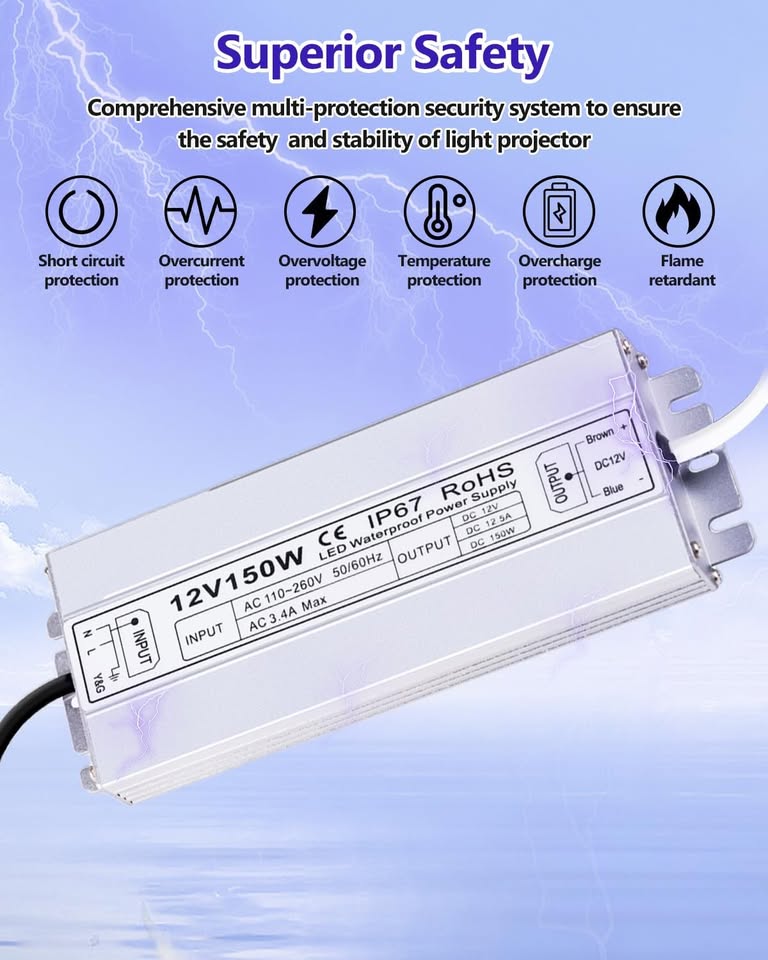 Superior Safety
Comprehensive multi-protection security system to ensure
the safety and stability of light projector
Short circuit
protection
Overcurrent
protection
Overvoltage
protection
Temperature
protection
Overcharge
protection
Flame
retardant
12V150W CE IP67 RoHS
LED Waterproof Power Supply
INPUT
AC 110~260V 50/60Hz
AC 3.4A Max
OUTPUT
DC 12V
DC 12.5A
DC 150W
N
L
Y&G
INPUT
OUTPUT
Brown +
DC12V
Blue -